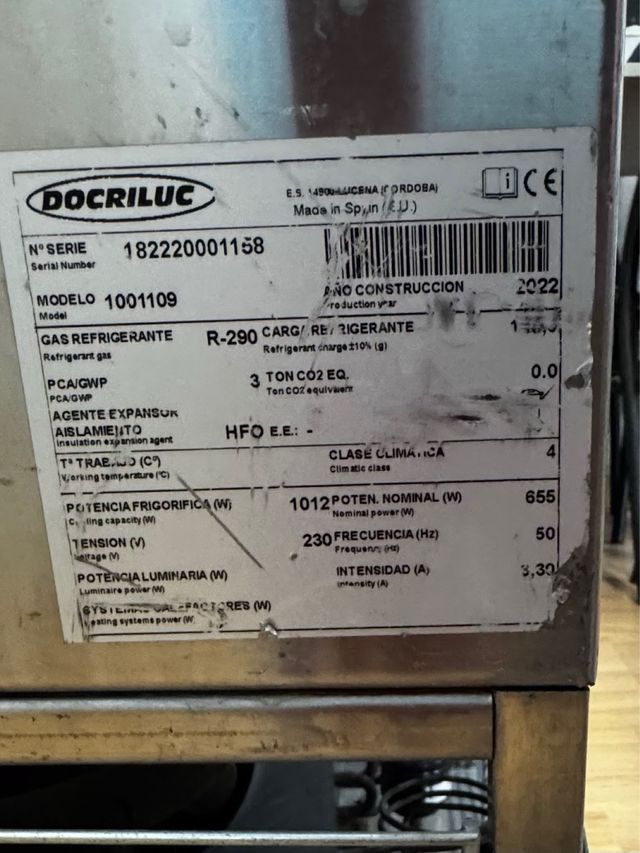 DOCRILUC
Made in Spain (E.U.)
i CE
Nº SERIE 182220001158
Serial Number
MODELO 1001109
Model
AÑO CONSTRUCCION 2022
Production year
GAS REFRIGERANTE R-290
Refrigerant gas
CARGA REFRIGERANTE
Refrigerant charge ±10% (g)
PCA/GWP 3
PCA/GWP
TON CO2 EQ. 0.0
Ton CO2 equivalent
AGENTE EXPANSOR
AISLAMIENTO HFO E.E.: -
Insulation expansion agent
Tª TRABAJO (Cº)
Working temperature (ºC)
CLASE CLIMATICA 4
Climatic class
POTENCIA FRIGORIFICA (W) 1012
Cooling capacity (W)
POTEN. NOMINAL (W) 655
Nominal power (W)
TENSION (V) 230
Voltage (V)
FRECUENCIA (Hz) 50
Frequency (Hz)
POTENCIA LUMINARIA (W)
Luminaire power (W)
INTENSIDAD (A) 3,30
Intensity (A)
SYSTEMAS CALEFACTORES (W)
Heating systems power (W)